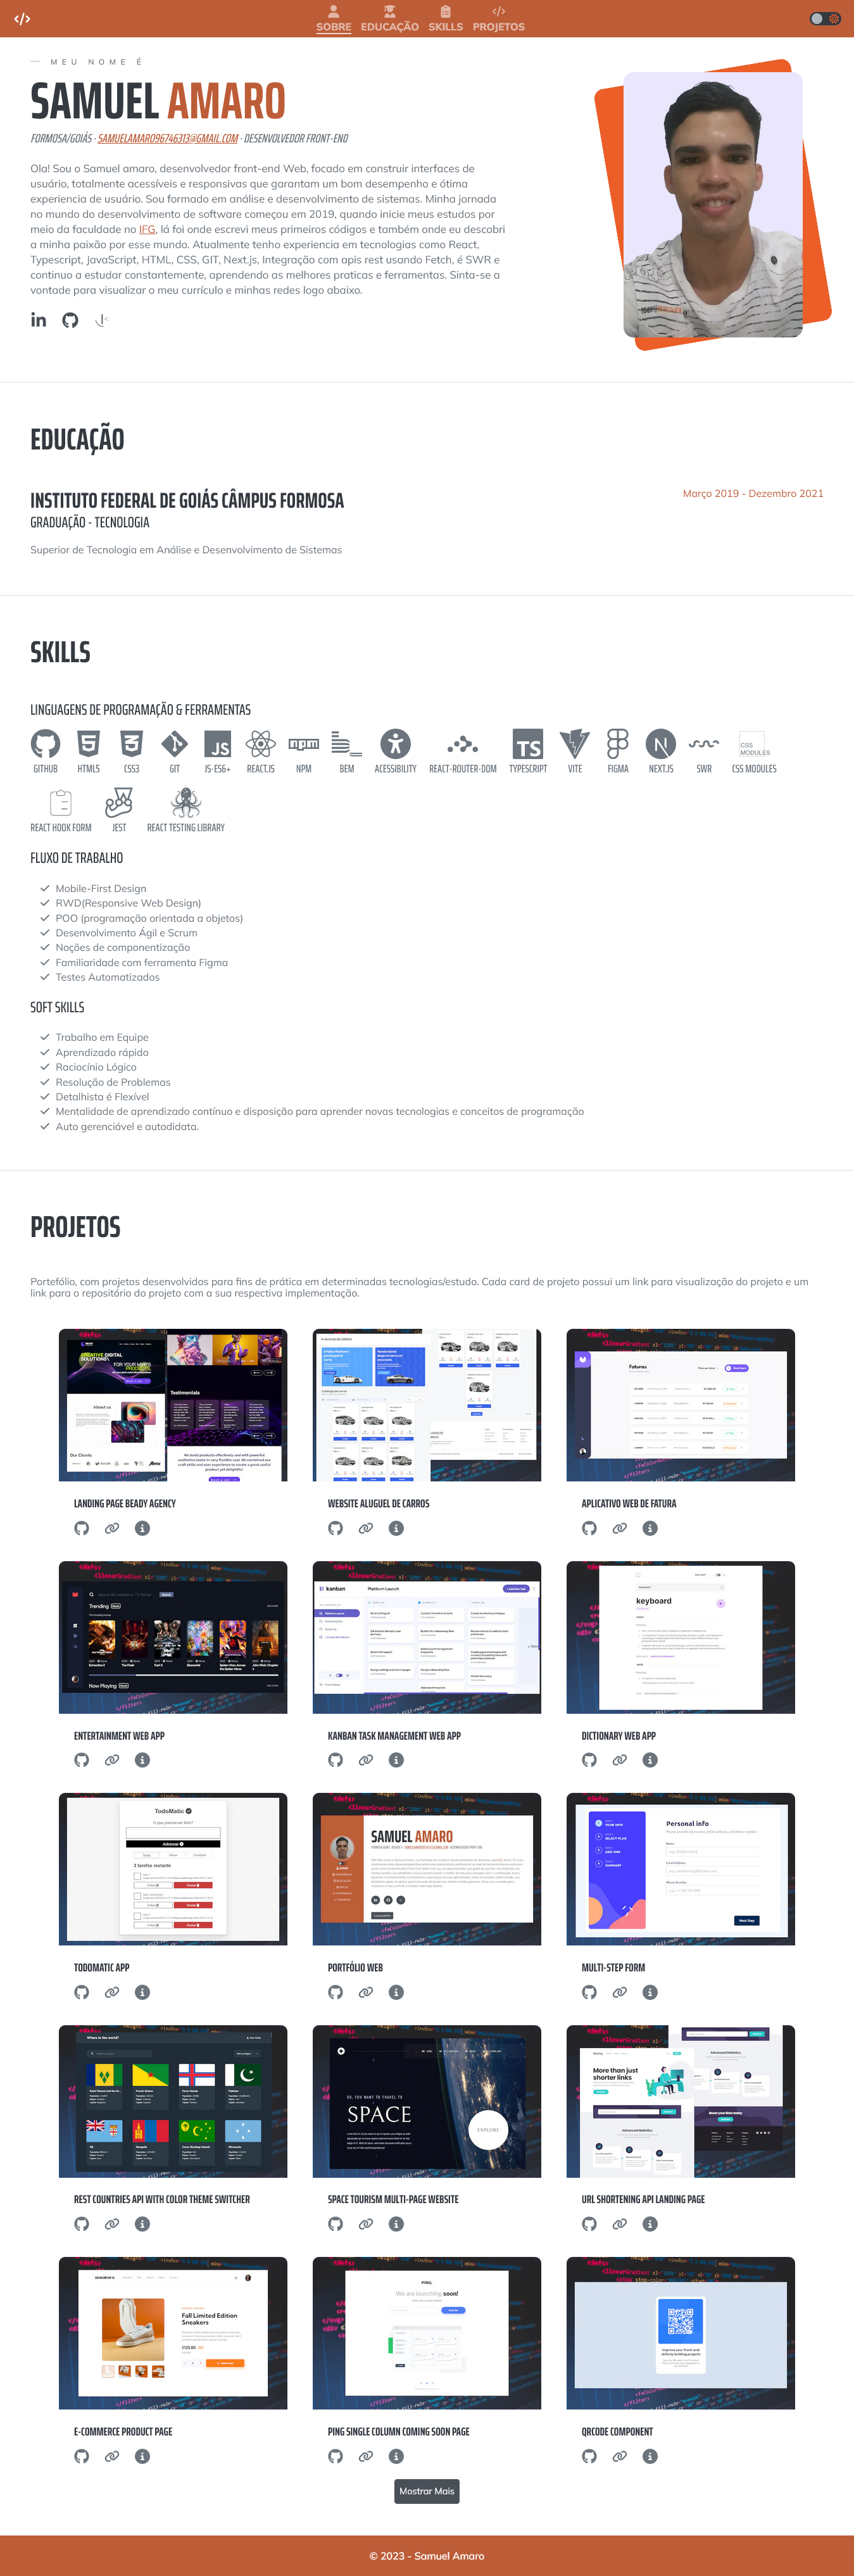 SOBRE EDUCAÇÃO SKILLS PROJETOS
MEU NOME É
SAMUEL AMARO
FORMOSA/GOIÁS · SAMUELAMARO96746313@GMAIL.COM · DESENVOLVEDOR FRONT-END
Ola! Sou o Samuel amaro, desenvolvedor front-end Web, focado em construir interfaces de
usuário, totalmente acessíveis e responsivas que garantam um bom desempenho e ótima
experiencia de usuário. Sou formado em análise e desenvolvimento de sistemas. Minha jornada
no mundo do desenvolvimento de software começou em 2019, quando inicie meus estudos por
meio da faculdade no IFG, lá foi onde escrevi meus primeiros códigos e também onde eu descobri
a minha paixão por esse mundo. Atualmente tenho experiencia em tecnologias como React,
Typescript, JavaScript, HTML, CSS, GIT, Next.js, Integração com apis rest usando Fetch, é SWR e
continuo a estudar constantemente, aprendendo as melhores praticas e ferramentas. Sinta-se a
vontade para visualizar o meu currículo e minhas redes logo abaixo.
EDUCAÇÃO
INSTITUTO FEDERAL DE GOIÁS CÂMPUS FORMOSA
Março 2019 - Dezembro 2021
GRADUAÇÃO - TECNOLOGIA
Superior de Tecnologia em Análise e Desenvolvimento de Sistemas
SKILLS
LINGUAGENS DE PROGRAMAÇÃO & FERRAMENTAS
GITHUB HTML5 CSS3 GIT JS-ES6+ REACT.JS NPM BEM ACESSIBILITY REACT-ROUTER-DOM TYPESCRIPT VITE FIGMA NEXT.JS SWR CSS MODULES
REACT HOOK FORM JEST REACT TESTING LIBRARY
FLUXO DE TRABALHO
Mobile-First Design
RWD(Responsive Web Design)
POO (programação orientada a objetos)
Desenvolvimento Ágil e Scrum
Noções de componentização
Familiaridade com ferramenta Figma
Testes Automatizados
SOFT SKILLS
Trabalho em Equipe
Aprendizado rápido
Raciocínio Lógico
Resolução de Problemas
Detalhista é Flexível
Mentalidade de aprendizado contínuo e disposição para aprender novas tecnologias e conceitos de programação
Auto gerenciável e autodidata.
PROJETOS
Portefólio, com projetos desenvolvidos para fins de prática em determinadas tecnologias/estudo. Cada card de projeto possui um link para visualização do projeto e um
link para o repositório do projeto com a sua respectiva implementação.
LANDING PAGE BEADY AGENCY
WEBSITE ALUGUEL DE CARROS
APLICATIVO WEB DE FATURA
ENTERTAINMENT WEB APP
KANBAN TASK MANAGEMENT WEB APP
DICTIONARY WEB APP
TODOMATIC APP
PORTFÓLIO WEB
MULTI-STEP FORM
REST COUNTRIES API WITH COLOR THEME SWITCHER
SPACE TOURISM MULTI-PAGE WEBSITE
URL SHORTENING API LANDING PAGE
E-COMMERCE PRODUCT PAGE
PING SINGLE COLUMN COMING SOON PAGE
QRCODE COMPONENT
Mostrar Mais
© 2023 - Samuel Amaro